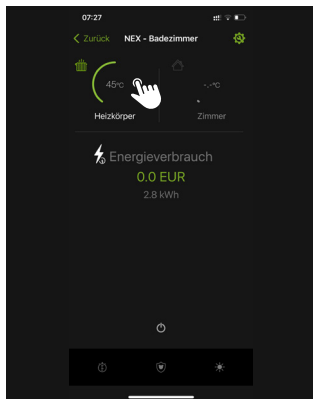 07:27
Zurück NEX - Badezimmer
45°C -.-°C
Heizkörper Zimmer
Energieverbrauch
0.0 EUR
2.8 kWh